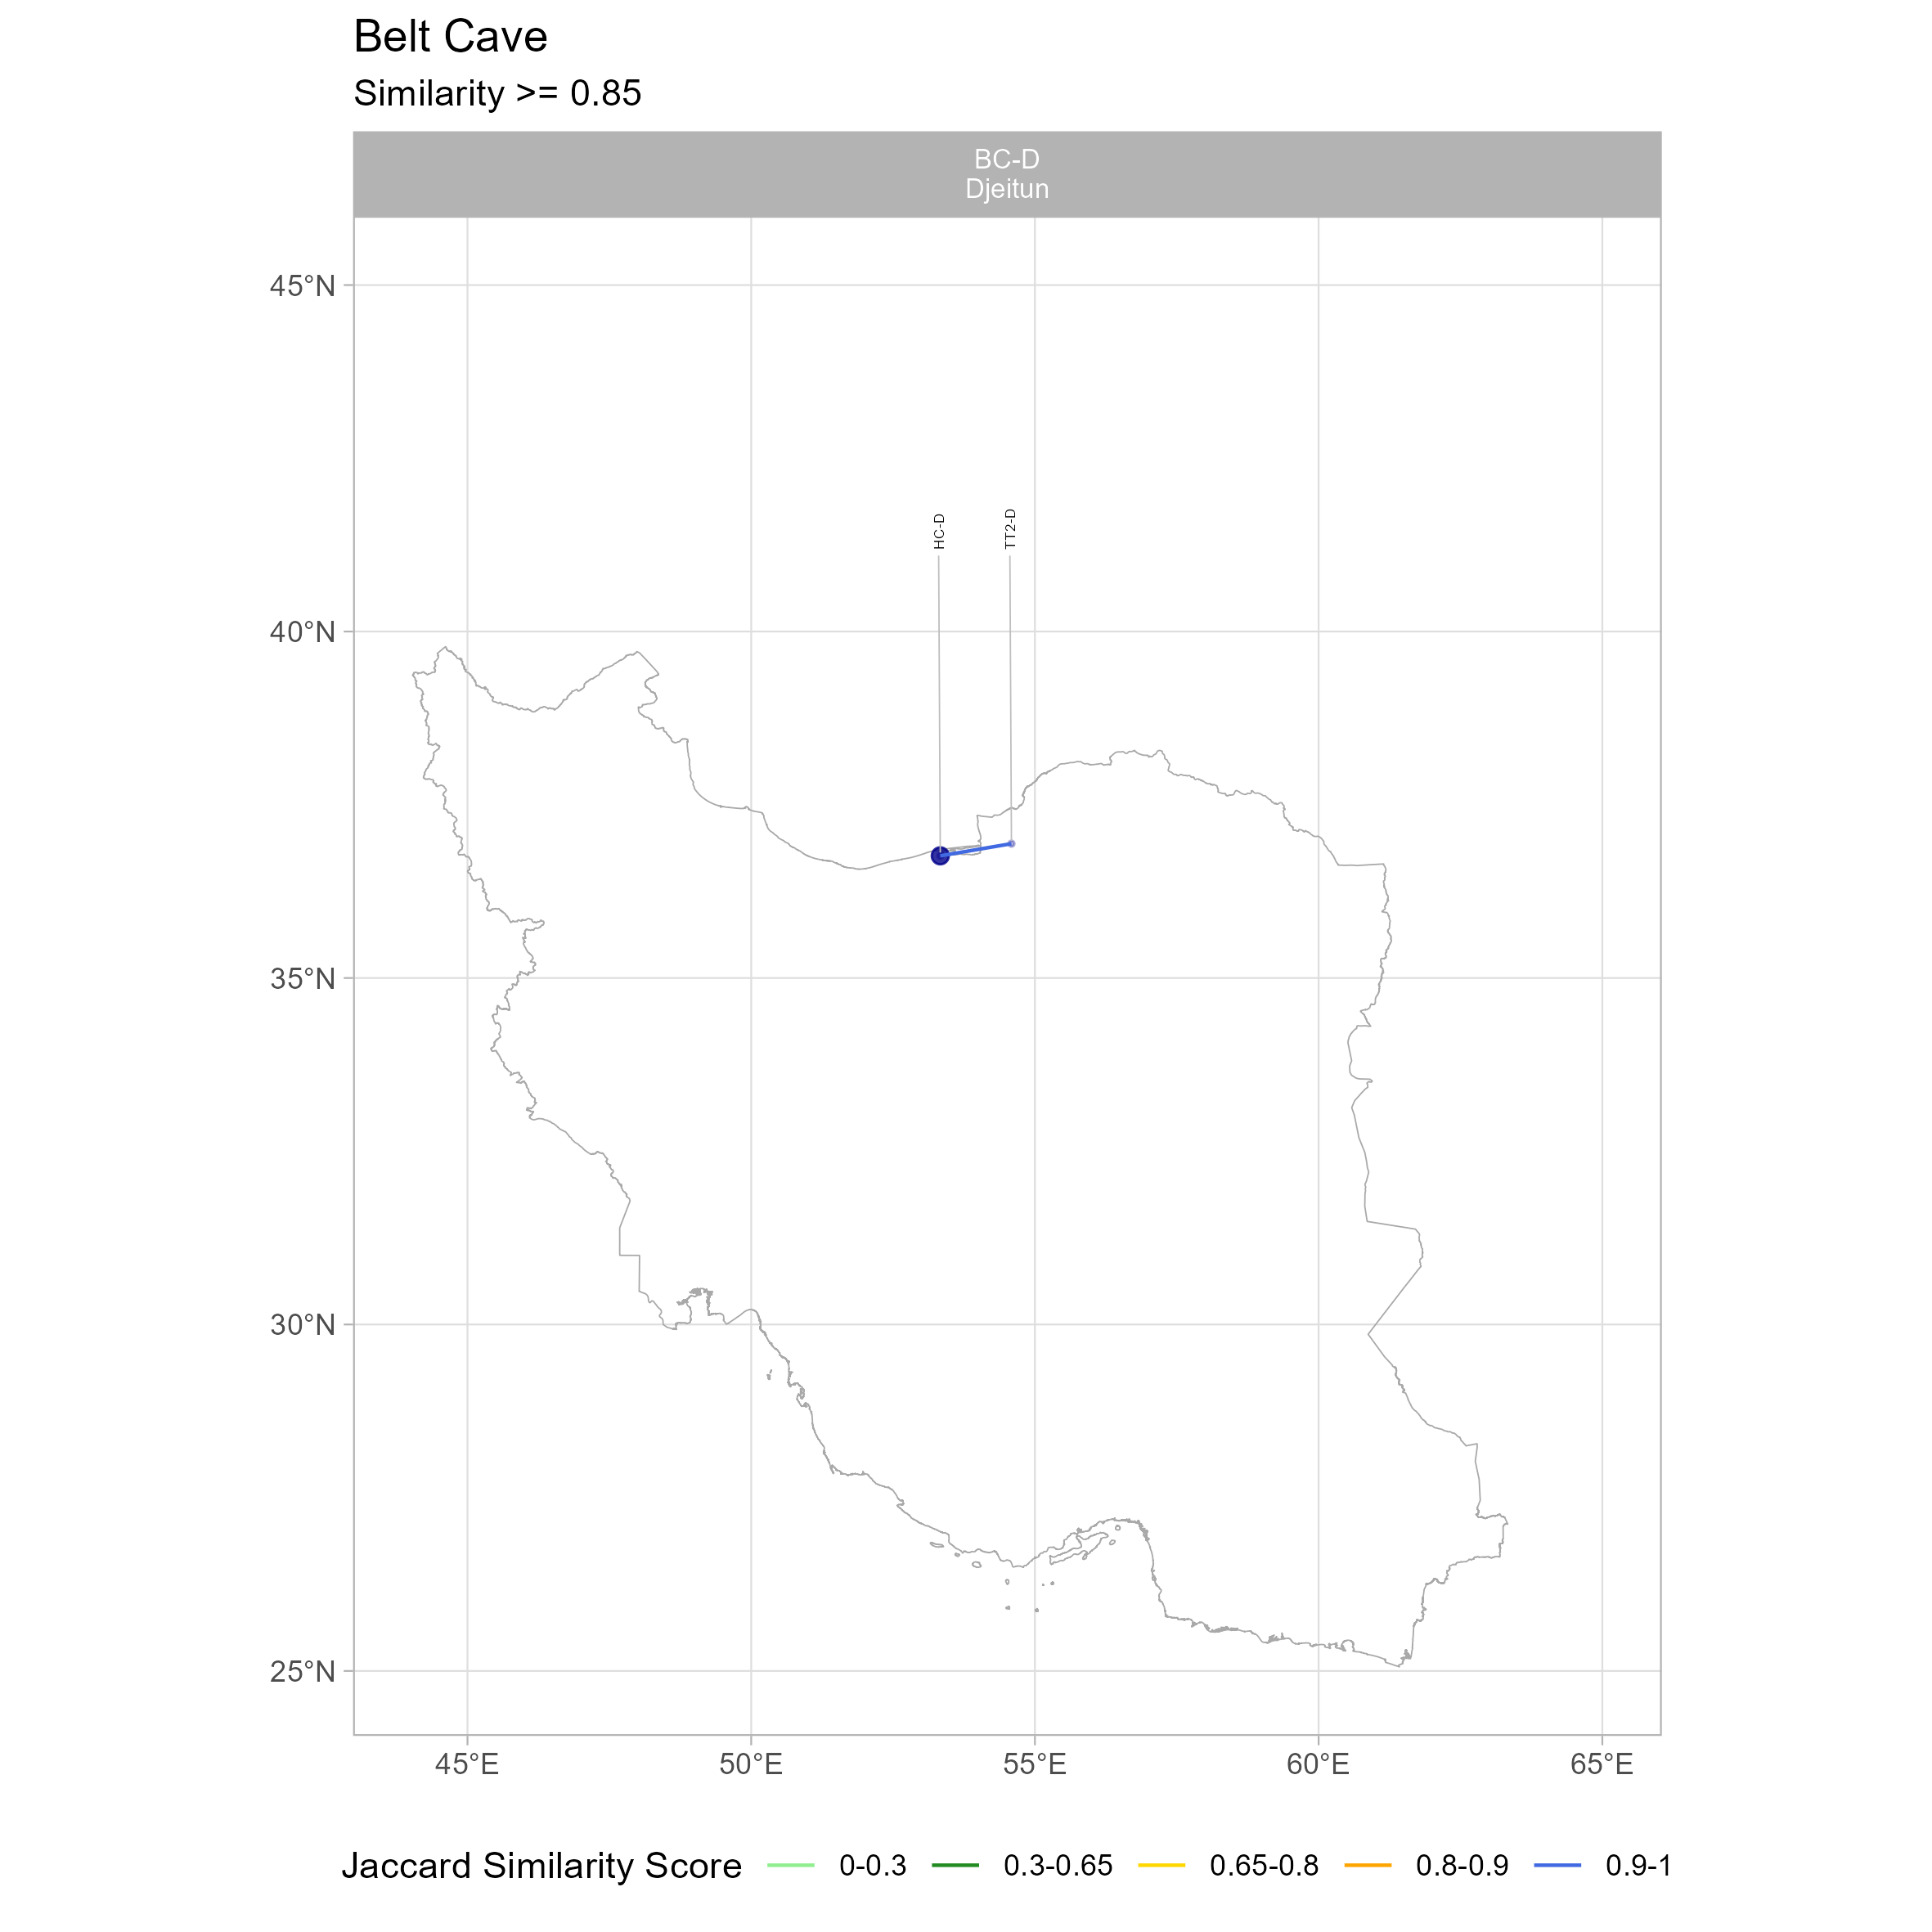 Belt Cave
Similarity >= 0.85
BC-D
Djeitun
45°N
40°N
35°N
30°N
25°N
HC-D
TT2-D
45°E
50°E
55°E
60°E
65°E
Jaccard Similarity Score
0-0.3
0.3-0.65
0.65-0.8
0.8-0.9
0.9-1